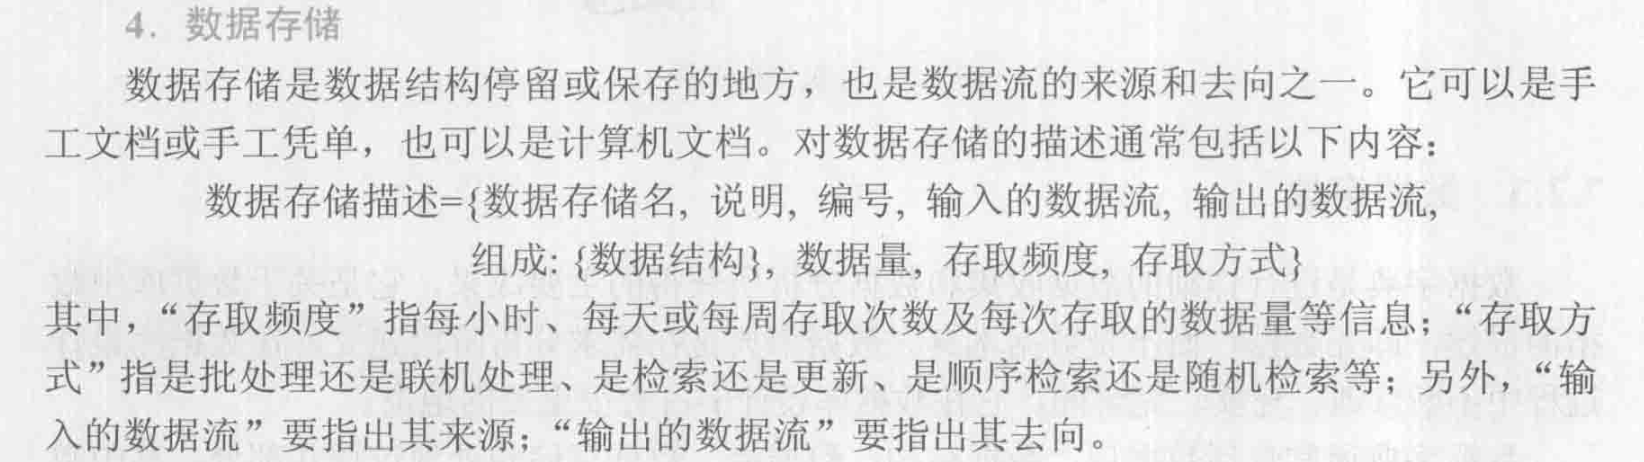 4. 数据存储
数据存储是数据结构停留或保存的地方，也是数据流的来源和去向之一。它可以是手
工文档或手工凭单，也可以是计算机文档。对数据存储的描述通常包括以下内容：
数据存储描述={数据存储名, 说明, 编号, 输入的数据流, 输出的数据流,
组成: {数据结构}, 数据量, 存取频度, 存取方式}
其中，“存取频度”指每小时、每天或每周存取次数及每次存取的数据量等信息；“存取方
式”指是批处理还是联机处理、是检索还是更新、是顺序检索还是随机检索等；另外，“输
入的数据流”要指出其来源；“输出的数据流”要指出其去向。